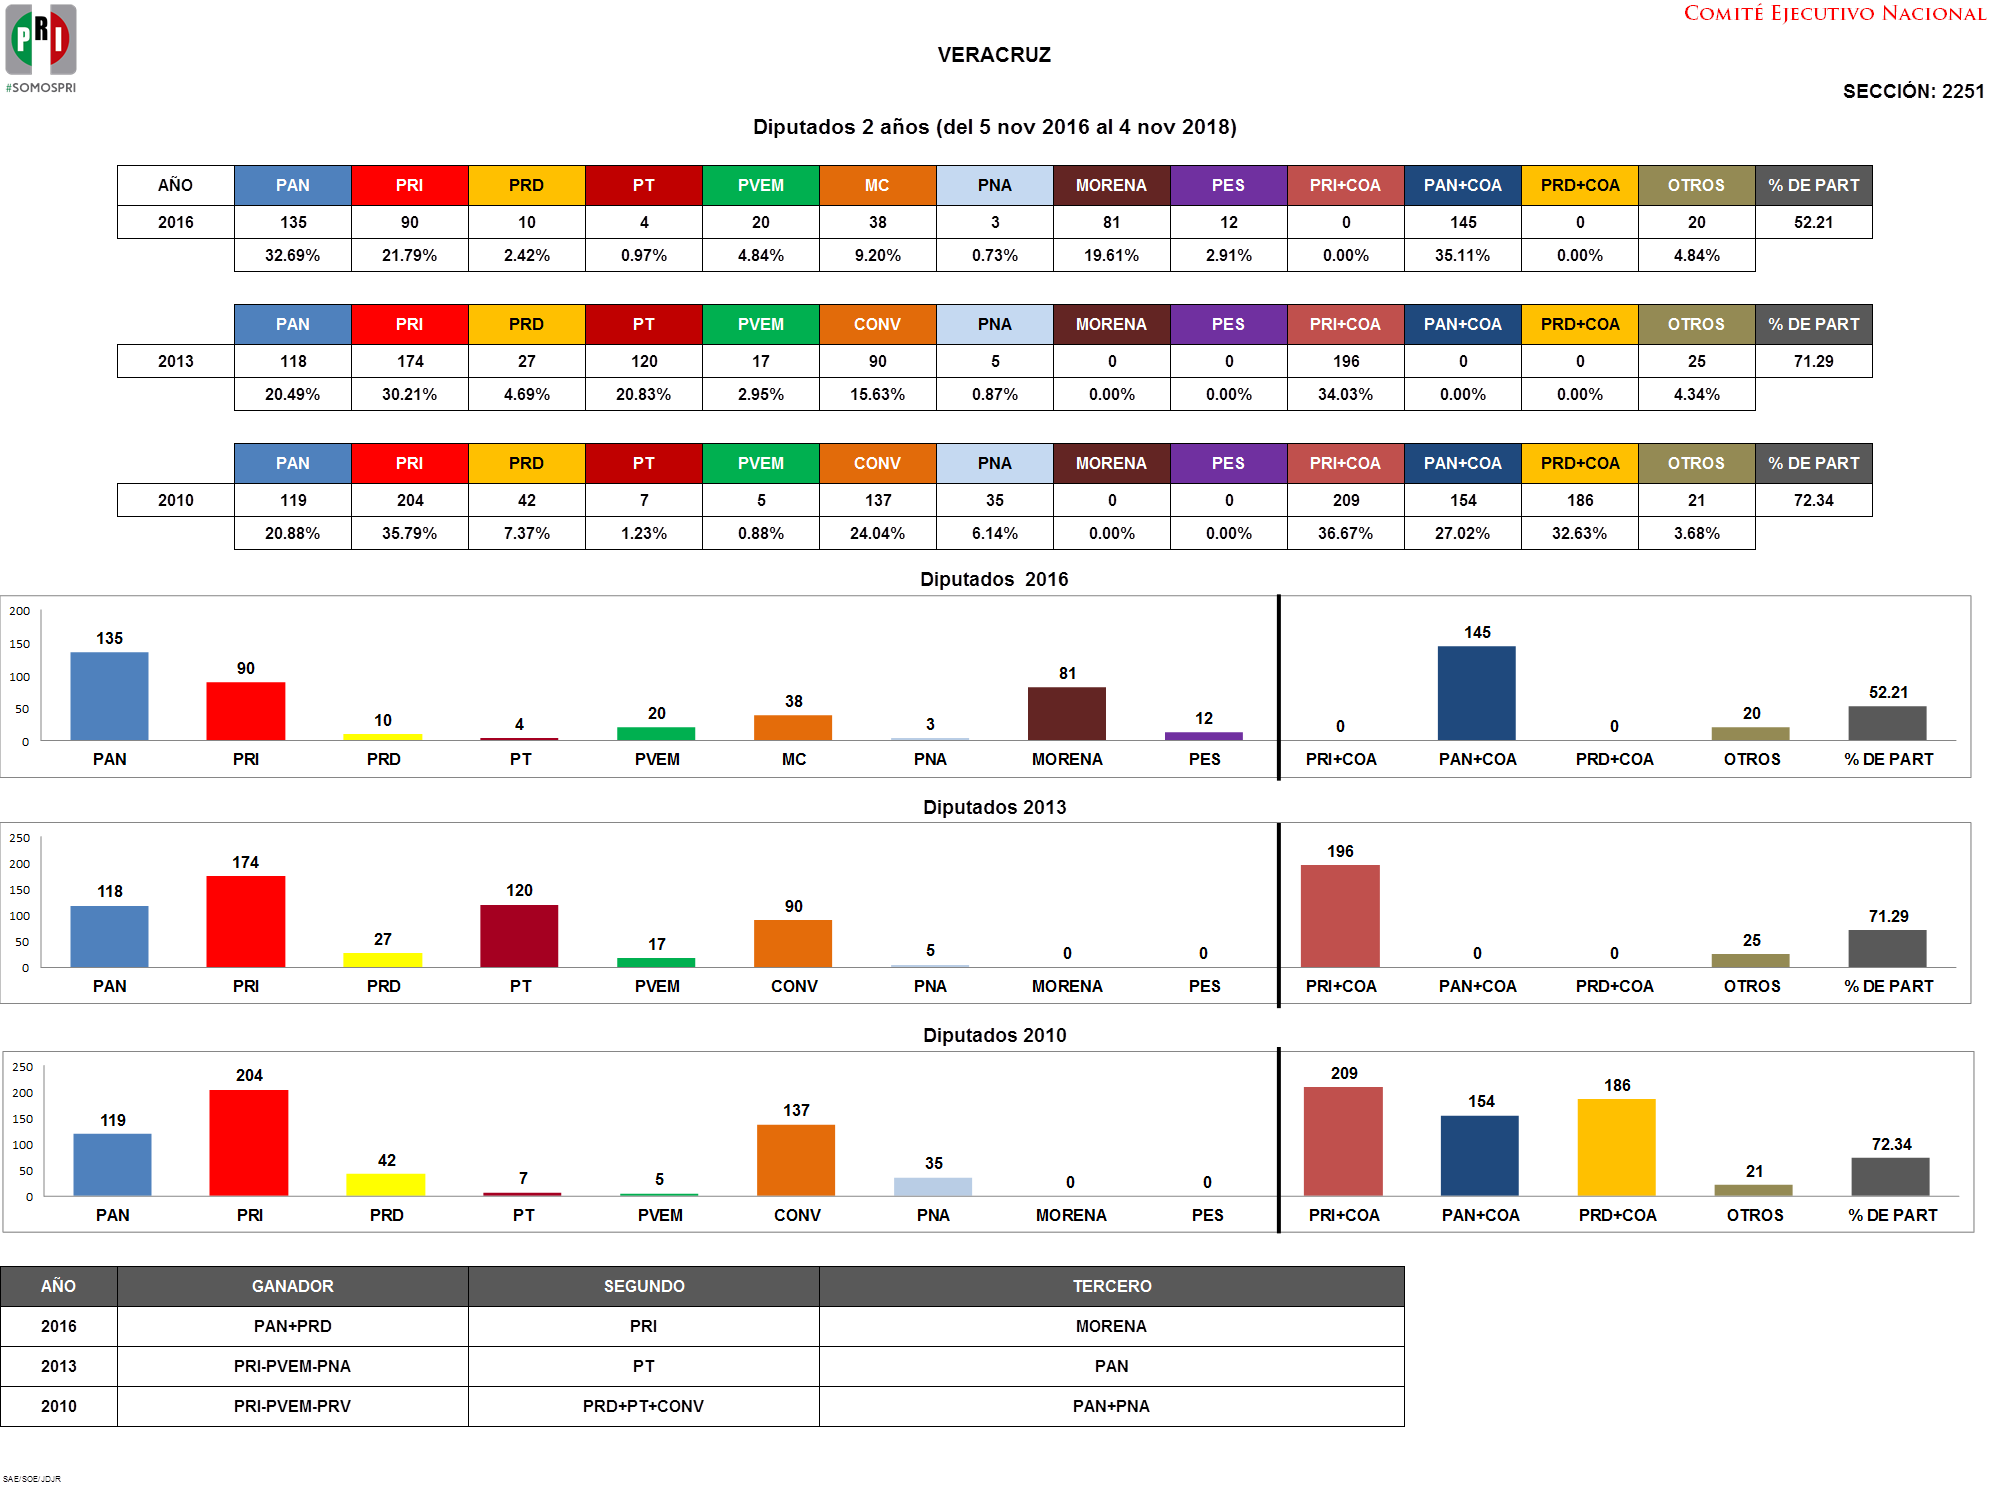 PRI
#SOMOSPRI
COMITÉ EJECUTIVO NACIONAL
VERACRUZ
SECCIÓN: 2251
Diputados 2 años (del 5 nov 2016 al 4 nov 2018)
AÑO PAN PRI PRD PT PVEM MC PNA MORENA PES PRI+COA PAN+COA PRD+COA OTROS % DE PART
2016 135 90 10 4 20 38 3 81 12 0 145 0 20 52.21
32.69% 21.79% 2.42% 0.97% 4.84% 9.20% 0.73% 19.61% 2.91% 0.00% 35.11% 0.00% 4.84%
PAN PRI PRD PT PVEM CONV PNA MORENA PES PRI+COA PAN+COA PRD+COA OTROS % DE PART
2013 118 174 27 120 17 90 5 0 0 196 0 0 25 71.29
20.49% 30.21% 4.69% 20.83% 2.95% 15.63% 0.87% 0.00% 0.00% 34.03% 0.00% 0.00% 4.34%
PAN PRI PRD PT PVEM CONV PNA MORENA PES PRI+COA PAN+COA PRD+COA OTROS % DE PART
2010 119 204 42 7 5 137 35 0 0 209 154 186 21 72.34
20.88% 35.79% 7.37% 1.23% 0.88% 24.04% 6.14% 0.00% 0.00% 36.67% 27.02% 32.63% 3.68%
Diputados 2016
200
150
100
50
0
135 90 10 4 20 38 3 81 12 0 145 0 20 52.21
PAN PRI PRD PT PVEM MC PNA MORENA PES PRI+COA PAN+COA PRD+COA OTROS % DE PART
Diputados 2013
250
200
150
100
50
0
118 174 27 120 17 90 5 0 0 196 0 0 25 71.29
PAN PRI PRD PT PVEM CONV PNA MORENA PES PRI+COA PAN+COA PRD+COA OTROS % DE PART
Diputados 2010
250
200
150
100
50
0
119 204 42 7 5 137 35 0 0 209 154 186 21 72.34
PAN PRI PRD PT PVEM CONV PNA MORENA PES PRI+COA PAN+COA PRD+COA OTROS % DE PART
AÑO GANADOR SEGUNDO TERCERO
2016 PAN+PRD PRI MORENA
2013 PRI-PVEM-PNA PT PAN
2010 PRI-PVEM-PRV PRD+PT+CONV PAN+PNA
SAE/SOE/JDJR